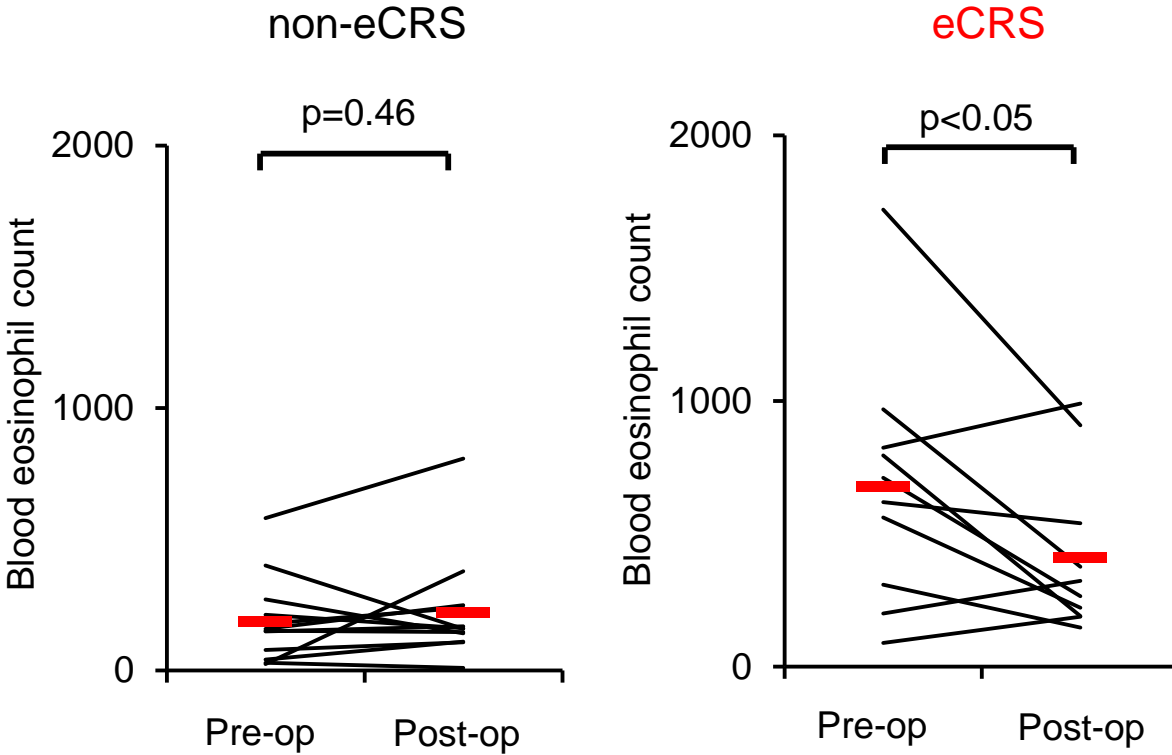 non-eCRS
p=0.46
2000
1000
0
Blood eosinophil count
Pre-op
Post-op
eCRS
p<0.05
2000
1000
0
Blood eosinophil count
Pre-op
Post-op